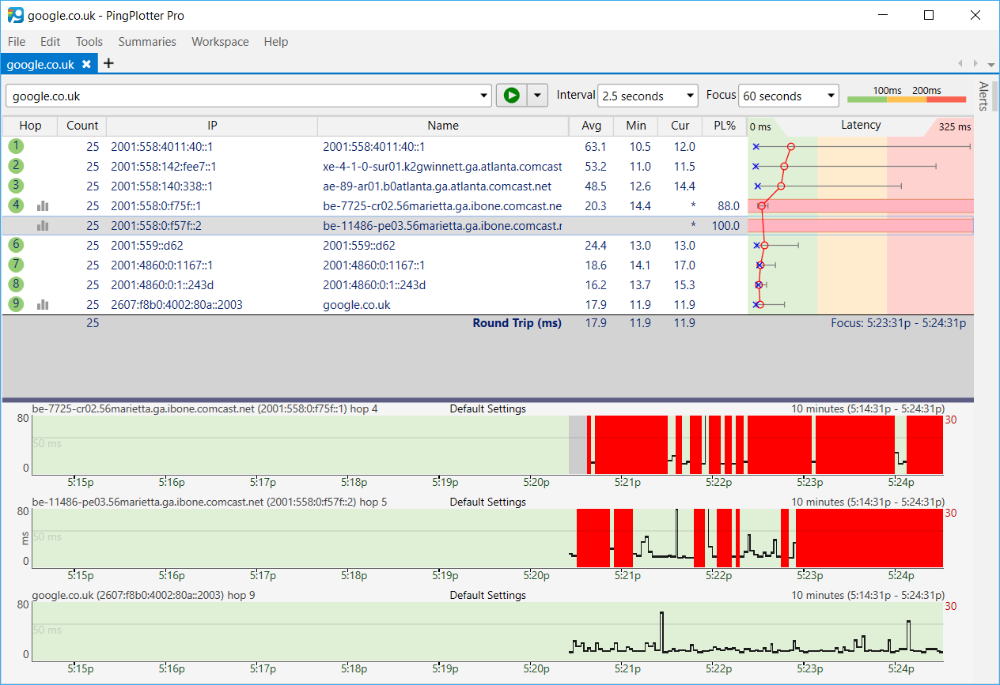 google.co.uk - PingPlotter Pro
File Edit Tools Summaries Workspace Help
google.co.uk
google.co.uk Interval 2.5 seconds Focus 60 seconds 100ms 200ms
Alerts
Hop Count IP Name Avg Min Cur PL% 0 ms Latency 325 ms
1 25 2001:558:4011:40::1 2001:558:4011:40::1 63.1 10.5 12.0
2 25 2001:558:142:fee7::1 xe-4-1-0-sur01.k2gwinnett.ga.atlanta.comcast 53.2 11.0 11.5
3 25 2001:558:140:338::1 ae-89-ar01.b0atlanta.ga.atlanta.comcast.net 48.5 12.6 14.4
4 25 2001:558:0:f75f::1 be-7725-cr02.56marietta.ga.ibone.comcast.ne 20.3 14.4 * 88.0
25 2001:558:0:f57f::2 be-11486-pe03.56marietta.ga.ibone.comcast.r * 100.0
6 25 2001:559::d62 2001:559::d62 24.4 13.0 13.0
7 25 2001:4860:0:1167::1 2001:4860:0:1167::1 18.6 14.1 17.0
8 25 2001:4860:0:1::243d 2001:4860:0:1::243d 16.2 13.7 15.3
9 25 2607:f8b0:4002:80a::2003 google.co.uk 17.9 11.9 11.9
25 Round Trip (ms) 17.9 11.9 11.9 Focus: 5:23:31p - 5:24:31p
be-7725-cr02.56marietta.ga.ibone.comcast.net (2001:558:0:f75f::1) hop 4 Default Settings 10 minutes (5:14:31p - 5:24:31p)
80 30
50 ms
0
5:15p 5:16p 5:17p 5:18p 5:19p 5:20p 5:21p 5:22p 5:23p 5:24p
be-11486-pe03.56marietta.ga.ibone.comcast.net (2001:558:0:f57f::2) hop 5 Default Settings 10 minutes (5:14:31p - 5:24:31p)
80 30
ms 50 ms
0
5:15p 5:16p 5:17p 5:18p 5:19p 5:20p 5:21p 5:22p 5:23p 5:24p
google.co.uk (2607:f8b0:4002:80a::2003) hop 9 Default Settings 10 minutes (5:14:31p - 5:24:31p)
80 30
50 ms
0
5:15p 5:16p 5:17p 5:18p 5:19p 5:20p 5:21p 5:22p 5:23p 5:24p